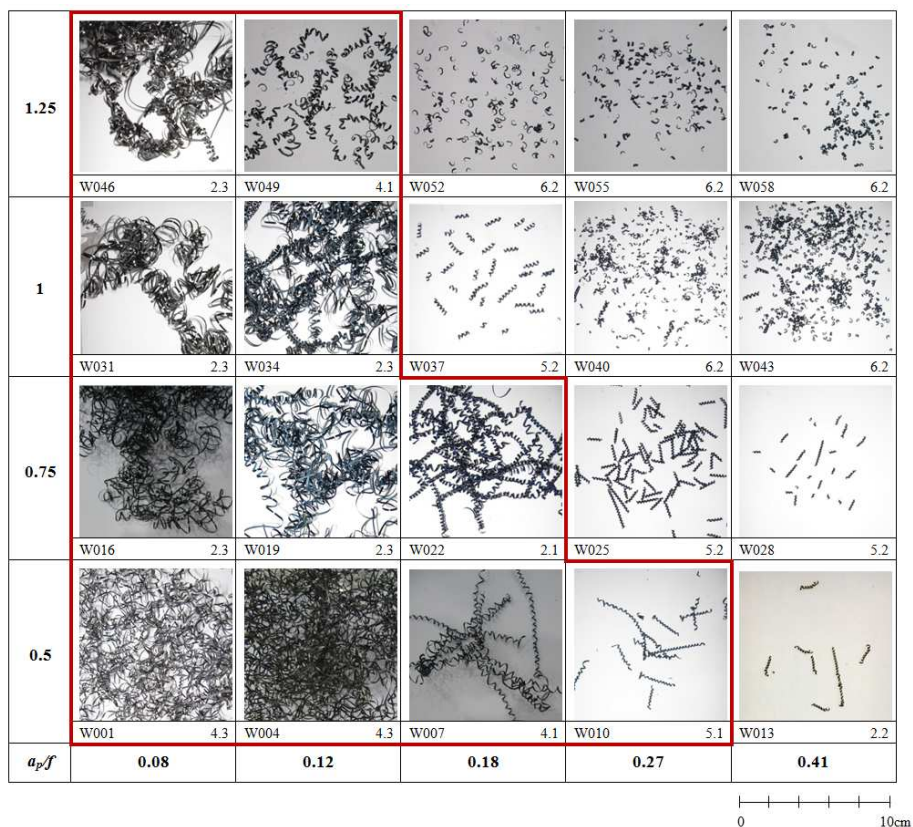 1.25
W046 2.3 W049 4.1 W052 6.2 W055 6.2 W058 6.2
1
W031 2.3 W034 2.3 W037 5.2 W040 6.2 W043 6.2
0.75
W016 2.3 W019 2.3 W022 2.1 W025 5.2 W028 5.2
0.5
W001 4.3 W004 4.3 W007 4.1 W010 5.1 W013 2.2
ap/f 0.08 0.12 0.18 0.27 0.41
0 10cm